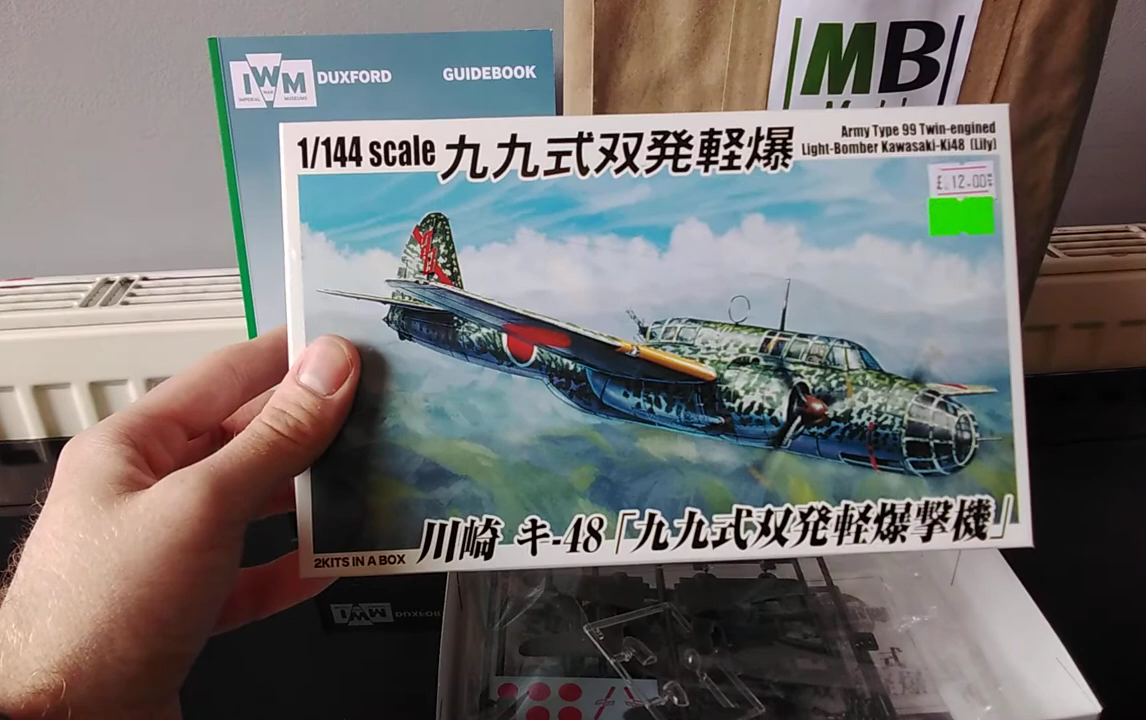 IWM
IMPERIAL WAR MUSEUMS
DUXFORD
GUIDEBOOK
MB
1/144 scale 九九式双発軽爆
Army Type 99 Twin-engined
Light-Bomber Kawasaki-Ki48 (Lily)
£12.00
川崎 キ-48「九九式双発軽爆撃機」
2KITS IN A BOX
IWM DUXFORD